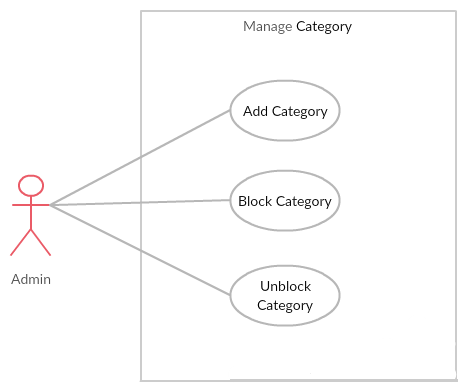 Manage Category
Add Category
Block Category
Unblock
Category
Admin